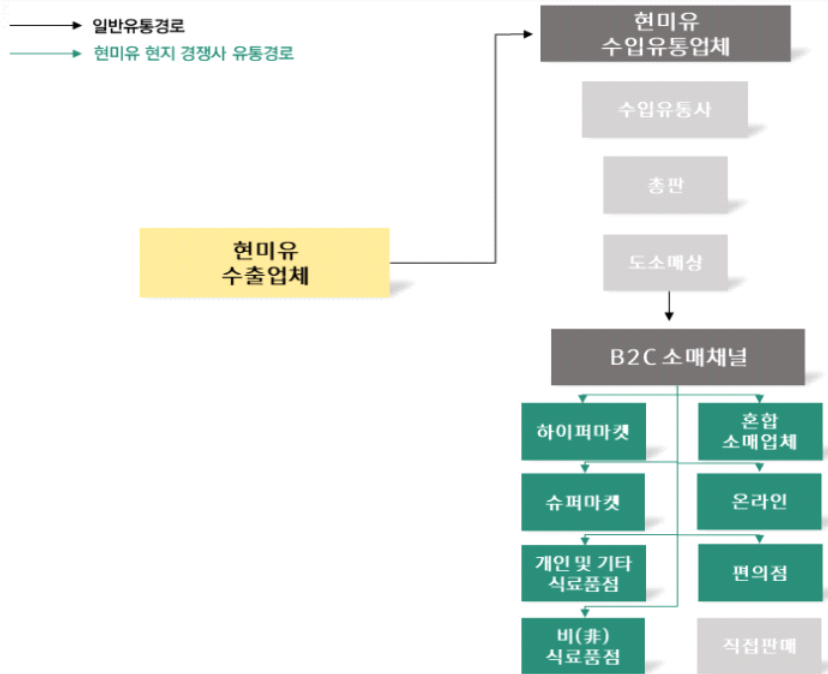 일반유통경로
현미유 현지 경쟁사 유통경로
현미유
수입유통업체
수입유통사
총판
현미유
수출업체
도소매상
B2C 소매채널
하이퍼마켓
혼합
소매업체
슈퍼마켓
온라인
개인 및 기타
식료품점
편의점
비(非)
식료품점
직접판매